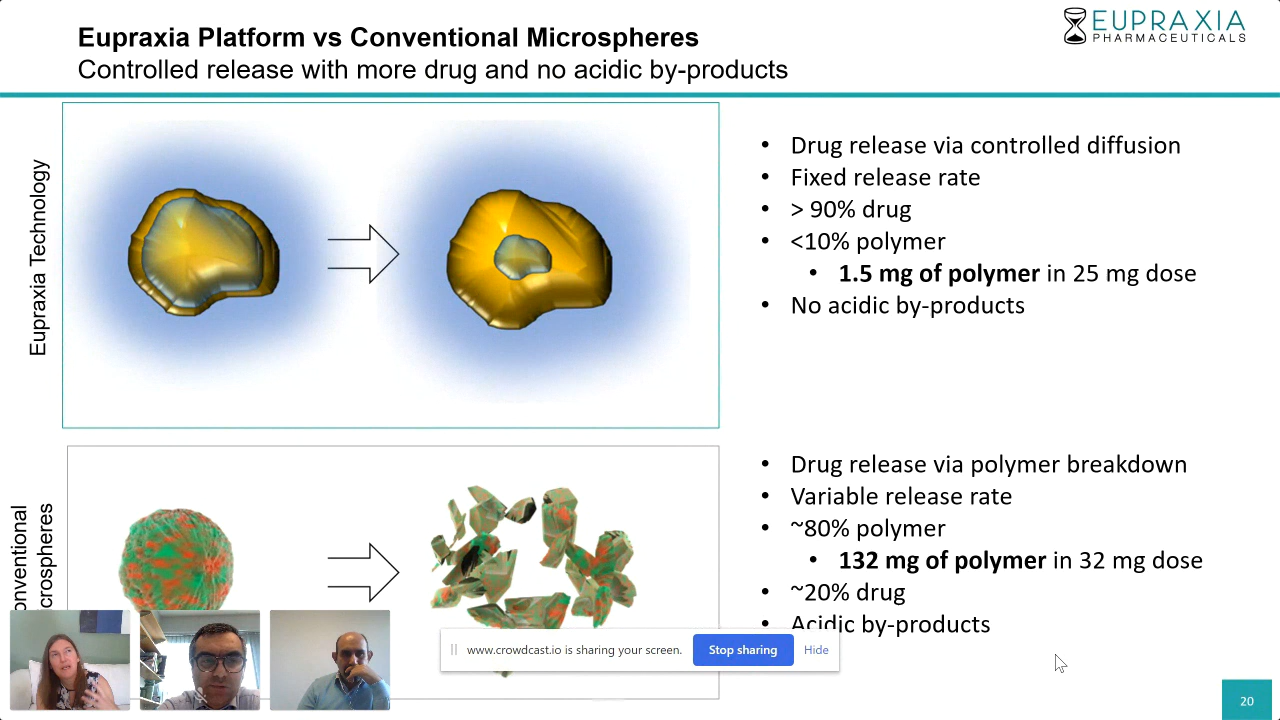 Eupraxia Platform vs Conventional Microspheres
Controlled release with more drug and no acidic by-products
EUPRAXIA
PHARMACEUTICALS
Eupraxia Technology
• Drug release via controlled diffusion
• Fixed release rate
• > 90% drug
• <10% polymer
• 1.5 mg of polymer in 25 mg dose
• No acidic by-products
onventional
crospheres
• Drug release via polymer breakdown
• Variable release rate
• ~80% polymer
• 132 mg of polymer in 32 mg dose
• ~20% drug
• Acidic by-products
www.crowdcast.io is sharing your screen.
Stop sharing
Hide
20